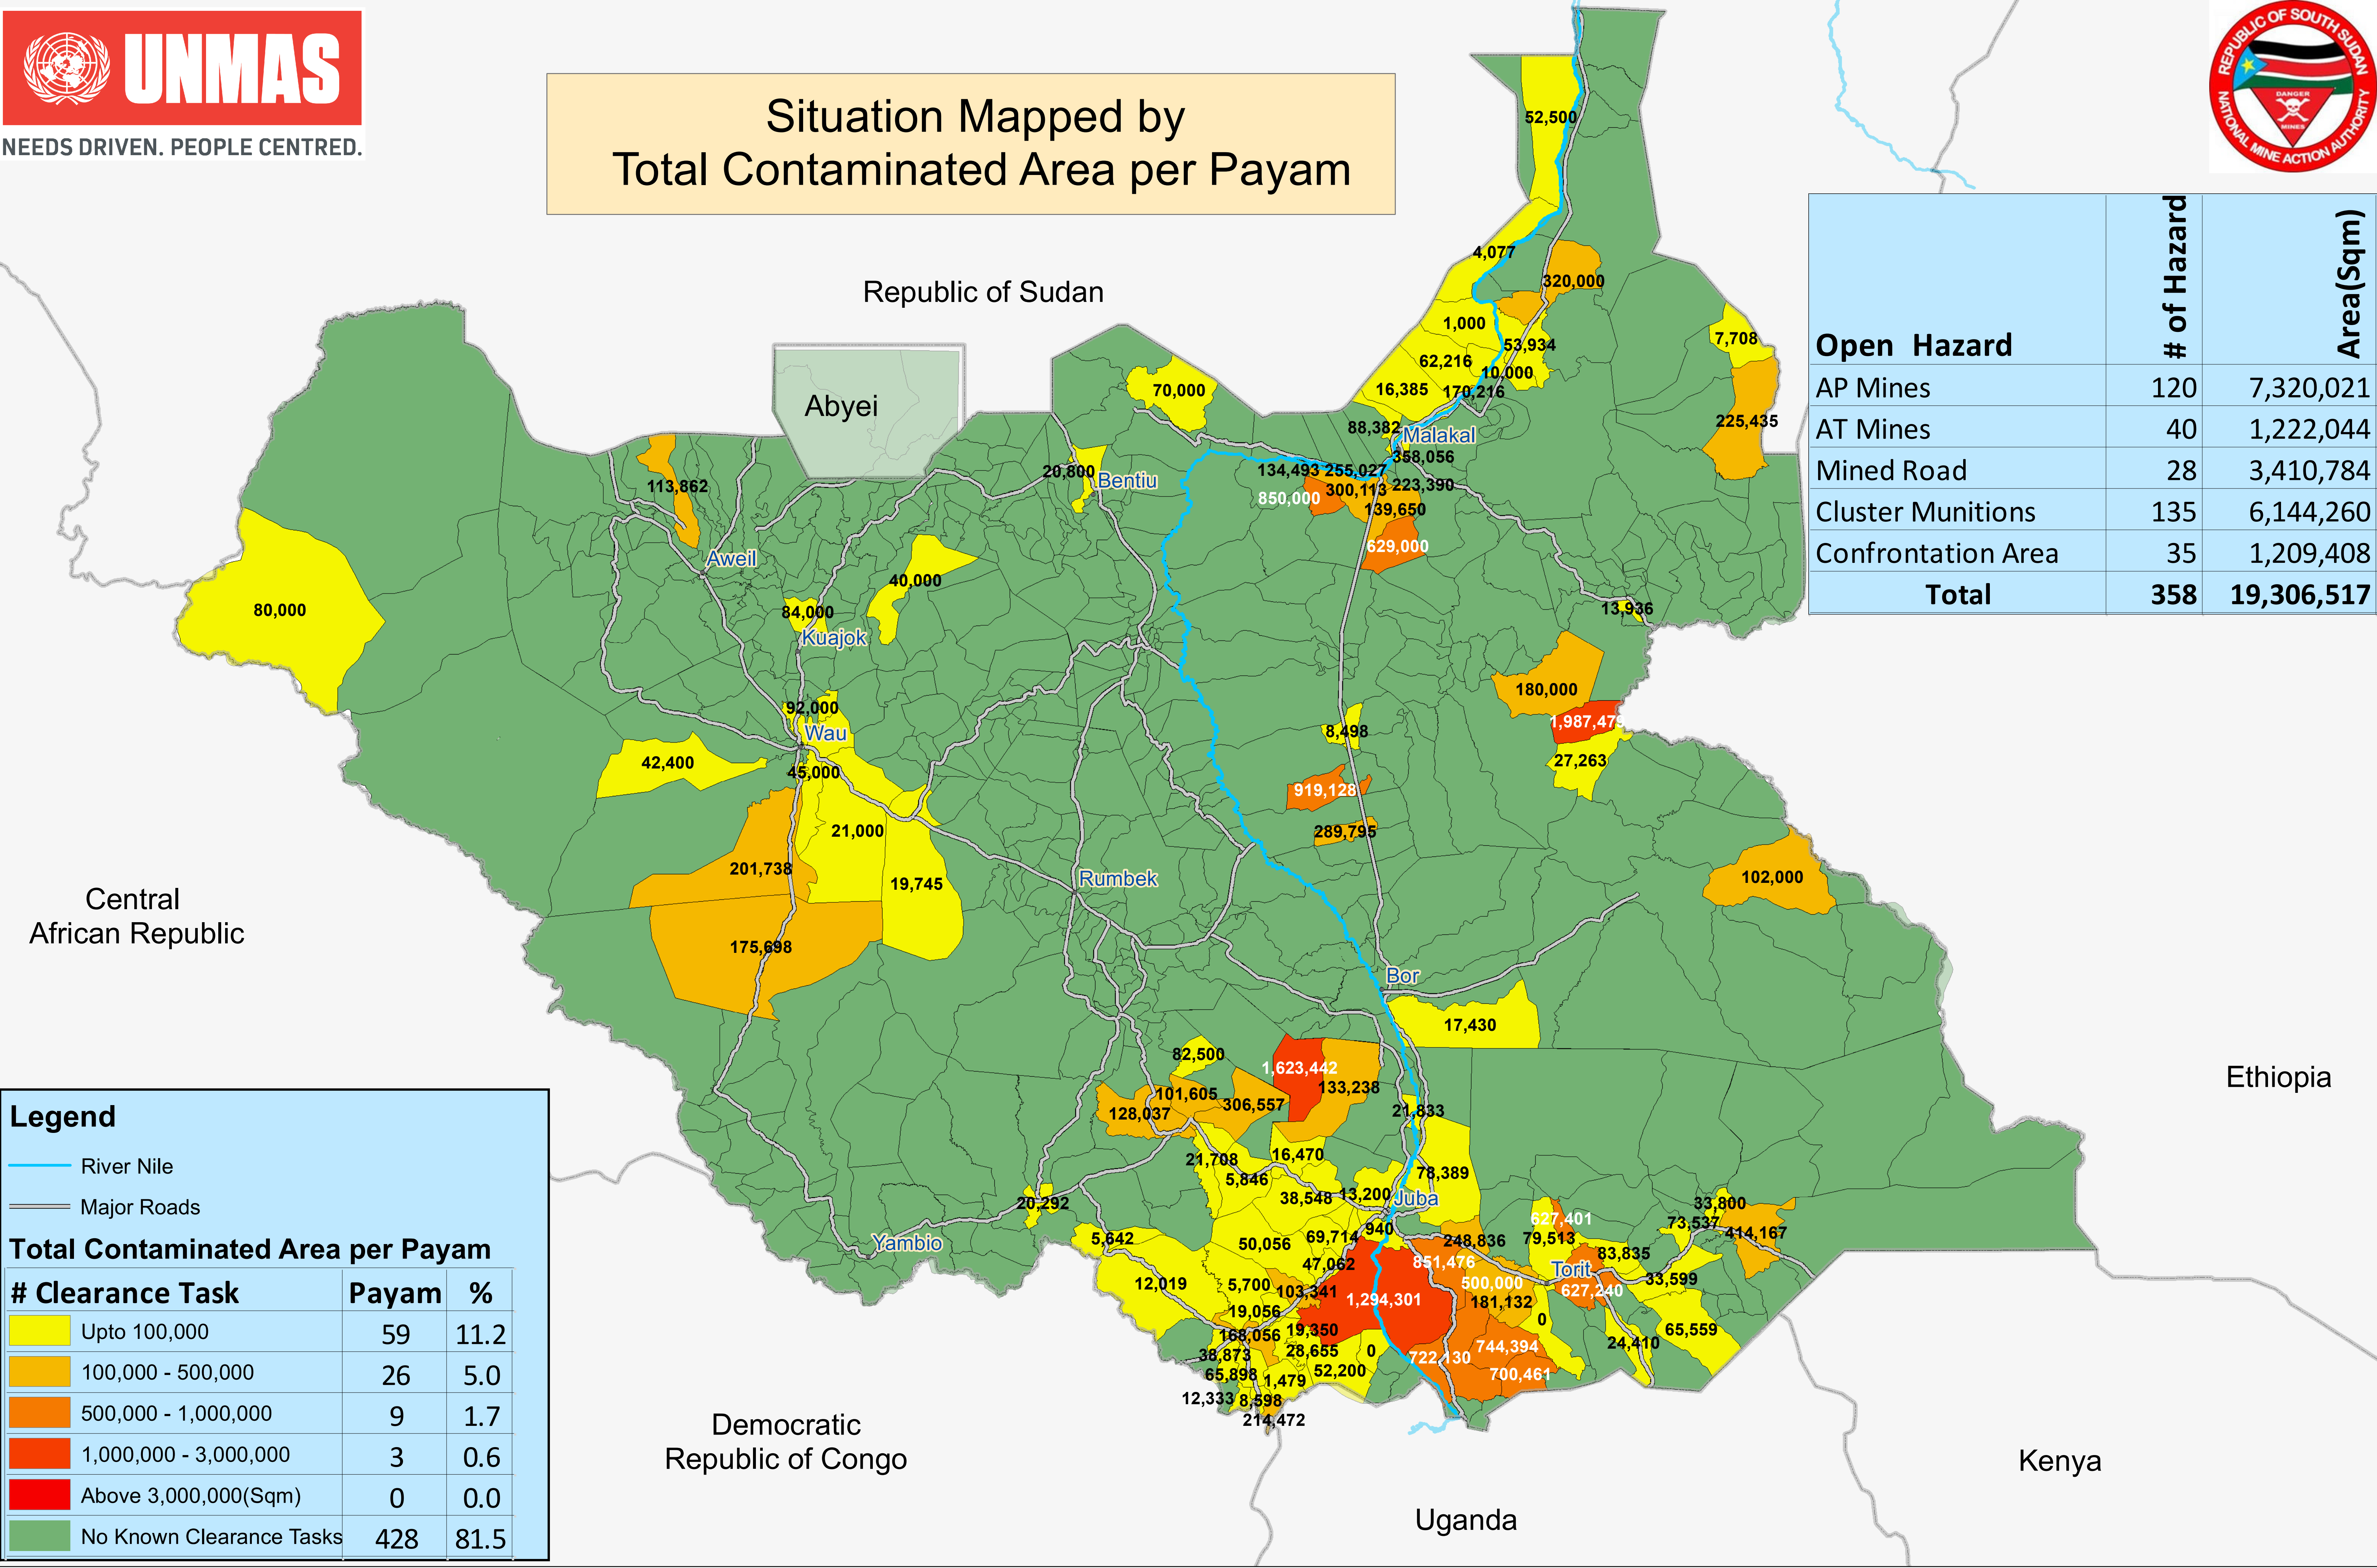 UNMAS
NEEDS DRIVEN. PEOPLE CENTRED.
Situation Mapped by
Total Contaminated Area per Payam
REPUBLIC OF SOUTH SUDAN
DANGER
MINES
NATIONAL MINE ACTION AUTHORITY
Open Hazard # of Hazard Area(Sqm)
AP Mines 120 7,320,021
AT Mines 40 1,222,044
Mined Road 28 3,410,784
Cluster Munitions 135 6,144,260
Confrontation Area 35 1,209,408
Total 358 19,306,517
52,500
4,077
Republic of Sudan
320,000
1,000
7,708
53,934
62,216
10,000
70,000
16,385
170,216
Abyei
225,435
88,382
Malakal
358,056
20,800
Bentiu
134,493
255,027
113,862
850,000
300,113
223,390
139,650
629,000
Aweil
40,000
80,000
84,000
13,936
Kuajok
180,000
92,000
1,987,479
Wau
8,498
42,400
27,263
45,000
919,128
21,000
289,795
201,738
Rumbek
19,745
102,000
Central
African Republic
175,698
Bor
17,430
82,500
1,623,442
Ethiopia
133,238
101,605
306,557
128,037
21,833
16,470
21,708
78,389
5,846
38,548
13,200
Juba
20,292
33,800
627,401
73,537
940
414,167
5,642
Yambio
50,056
69,714
248,836
79,513
83,835
47,062
851,476
Torit
12,019
5,700
103,341
500,000
33,599
627,240
1,294,301
181,132
19,056
0
168,056
19,350
65,559
38,873
28,655
0
744,394
24,410
722,130
65,898
1,479
52,200
700,461
12,333
8,598
214,472
Democratic
Republic of Congo
Kenya
Uganda
Legend
River Nile
Major Roads
Total Contaminated Area per Payam
# Clearance Task Payam %
Upto 100,000 59 11.2
100,000 - 500,000 26 5.0
500,000 - 1,000,000 9 1.7
1,000,000 - 3,000,000 3 0.6
Above 3,000,000(Sqm) 0 0.0
No Known Clearance Tasks 428 81.5